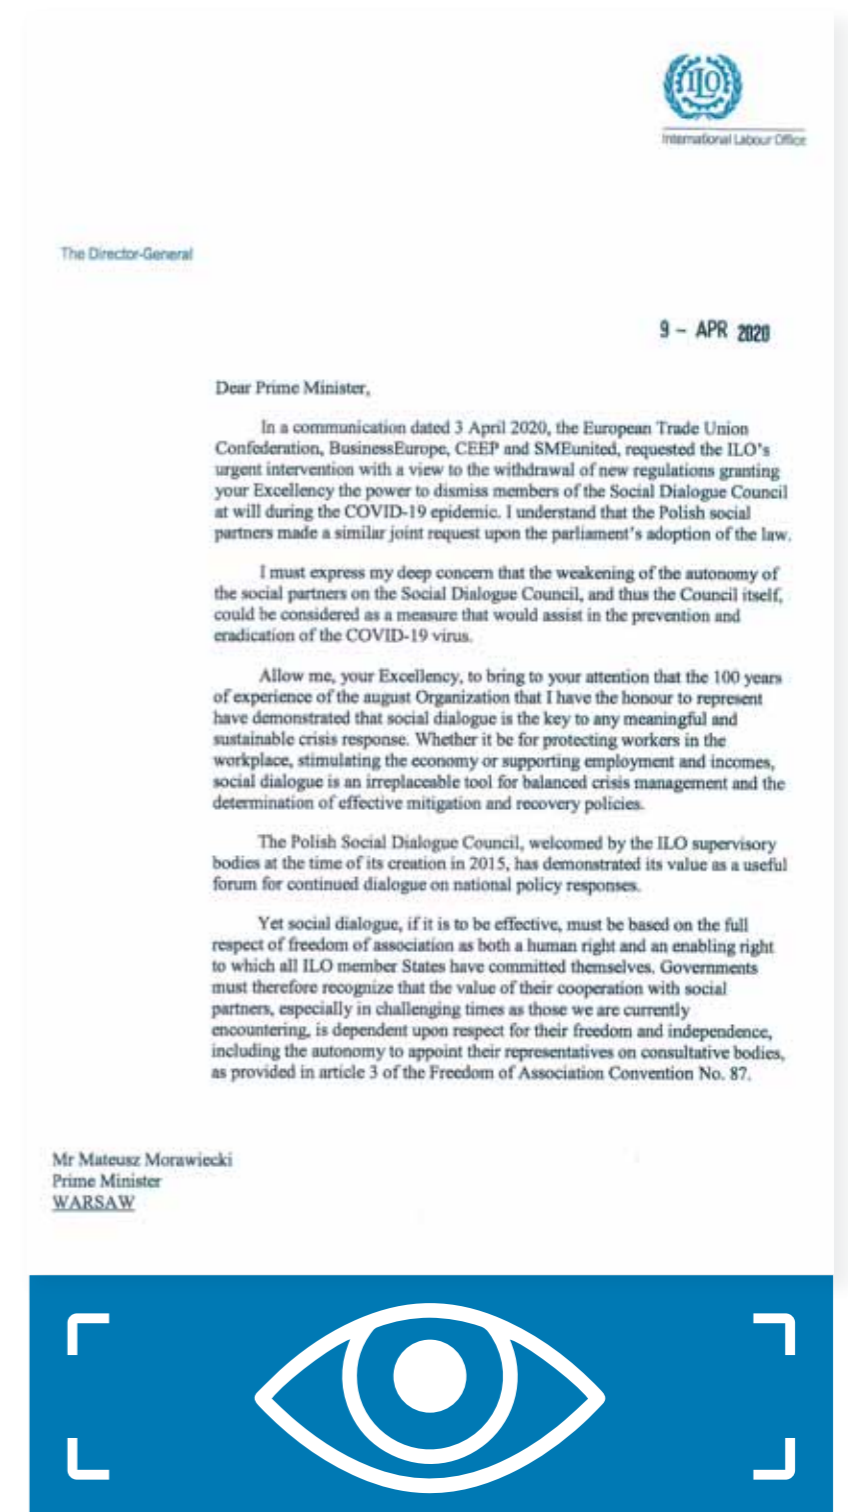 ILO
International Labour Office
The Director-General
9 - APR 2020
Dear Prime Minister,
In a communication dated 3 April 2020, the European Trade Union
Confederation, BusinessEurope, CEEP and SMEunited, requested the ILO's
urgent intervention with a view to the withdrawal of new regulations granting
your Excellency the power to dismiss members of the Social Dialogue Council
at will during the COVID-19 epidemic. I understand that the Polish social
partners made a similar joint request upon the parliament's adoption of the law.
I must express my deep concern that the weakening of the autonomy of
the social partners on the Social Dialogue Council, and thus the Council itself,
could be considered as a measure that would assist in the prevention and
eradication of the COVID-19 virus.
Allow me, your Excellency, to bring to your attention that the 100 years
of experience of the august Organization that I have the honour to represent
have demonstrated that social dialogue is the key to any meaningful and
sustainable crisis response. Whether it be for protecting workers in the
workplace, stimulating the economy or supporting employment and incomes,
social dialogue is an irreplaceable tool for balanced crisis management and the
determination of effective mitigation and recovery policies.
The Polish Social Dialogue Council, welcomed by the ILO supervisory
bodies at the time of its creation in 2015, has demonstrated its value as a useful
forum for continued dialogue on national policy responses.
Yet social dialogue, if it is to be effective, must be based on the full
respect of freedom of association as both a human right and an enabling right
to which all ILO member States have committed themselves. Governments
must therefore recognize that the value of their cooperation with social
partners, especially in challenging times as those we are currently
encountering, is dependent upon respect for their freedom and independence,
including the autonomy to appoint their representatives on consultative bodies,
as provided in article 3 of the Freedom of Association Convention No. 87.
Mr Mateusz Morawiecki
Prime Minister
WARSAW